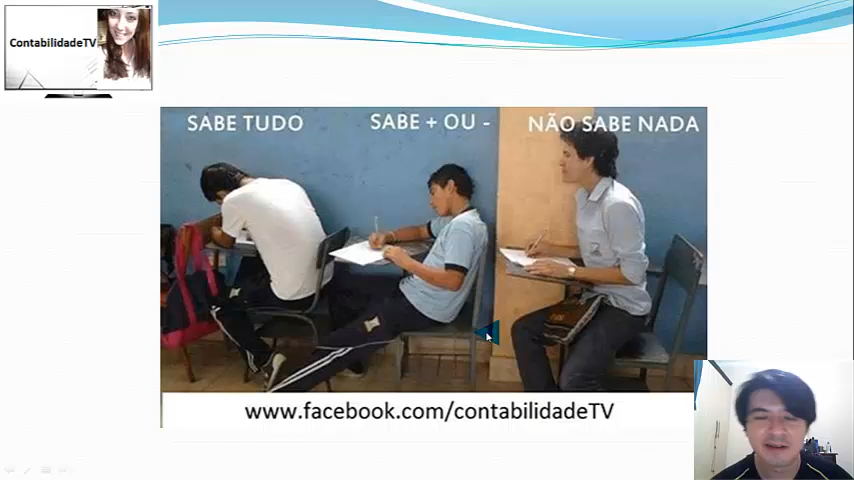 ContabilidadeTV
SABE TUDO
SABE + OU -
NÃO SABE NADA
www.facebook.com/contabilidadeTV